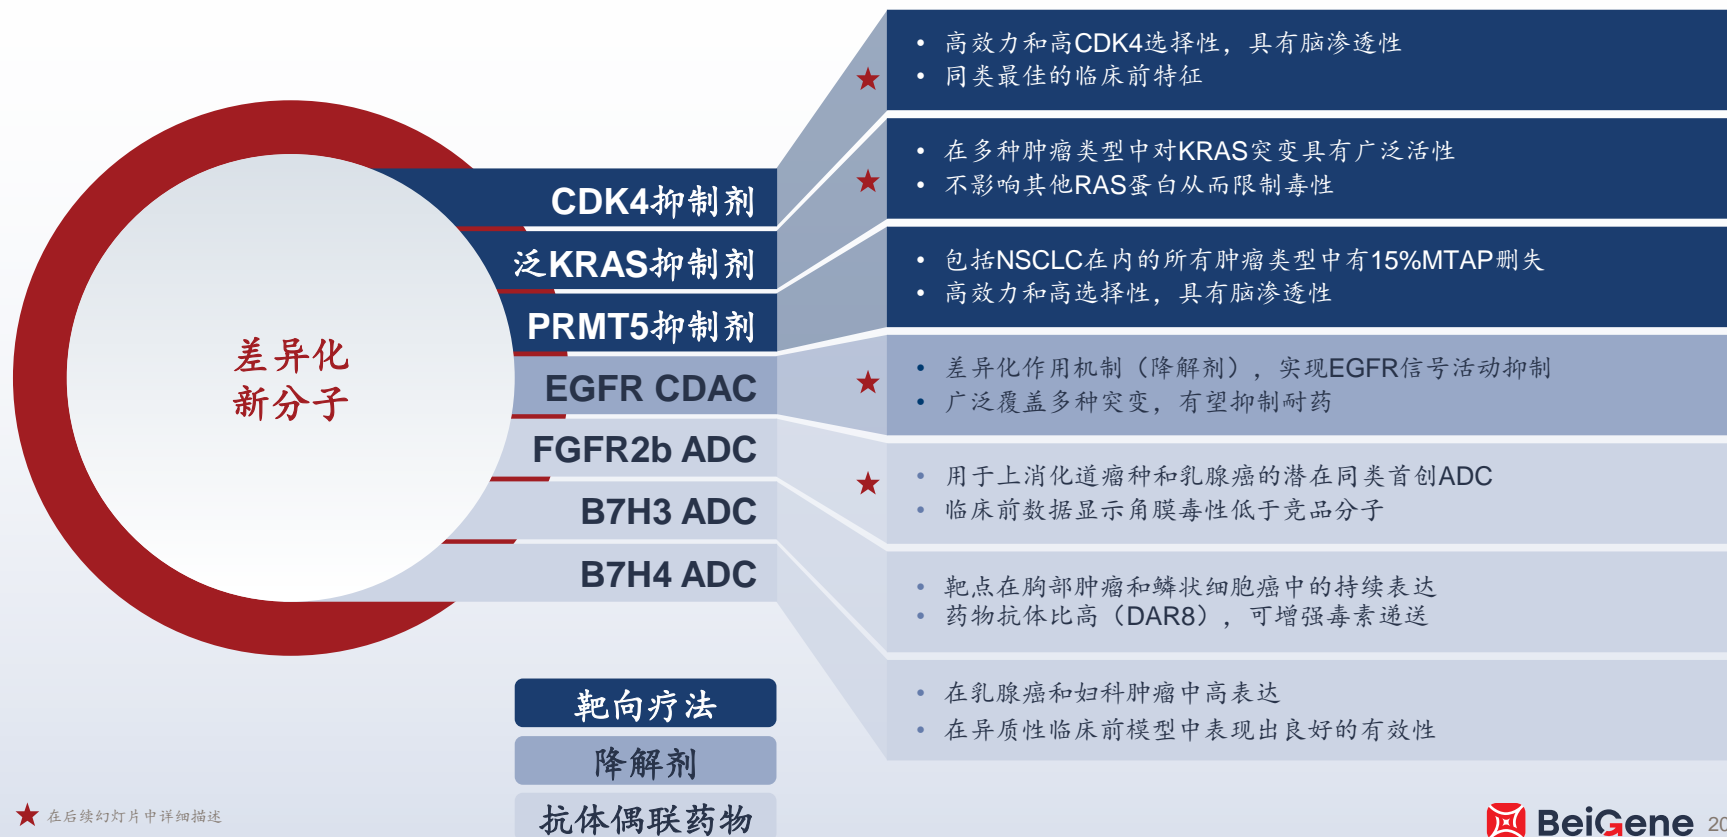 差异化
新分子
CDK4抑制剂
• 高效力和高CDK4选择性，具有脑渗透性
• 同类最佳的临床前特征
泛KRAS抑制剂
• 在多种肿瘤类型中对KRAS突变具有广泛活性
• 不影响其他RAS蛋白从而限制毒性
PRMT5抑制剂
• 包括NSCLC在内的所有肿瘤类型中有15%MTAP删失
• 高效力和高选择性，具有脑渗透性
EGFR CDAC
• 差异化作用机制（降解剂），实现EGFR信号活动抑制
• 广泛覆盖多种突变，有望抑制耐药
FGFR2b ADC
• 用于上消化道瘤种和乳腺癌的潜在同类首创ADC
• 临床前数据显示角膜毒性低于竞品分子
B7H3 ADC
• 靶点在胸部肿瘤和鳞状细胞癌中的持续表达
• 药物抗体比高（DAR8），可增强毒素递送
B7H4 ADC
• 在乳腺癌和妇科肿瘤中高表达
• 在异质性临床前模型中表现出良好的有效性
靶向疗法
降解剂
抗体偶联药物
★ 在后续幻灯片中详细描述
BeiGene 20